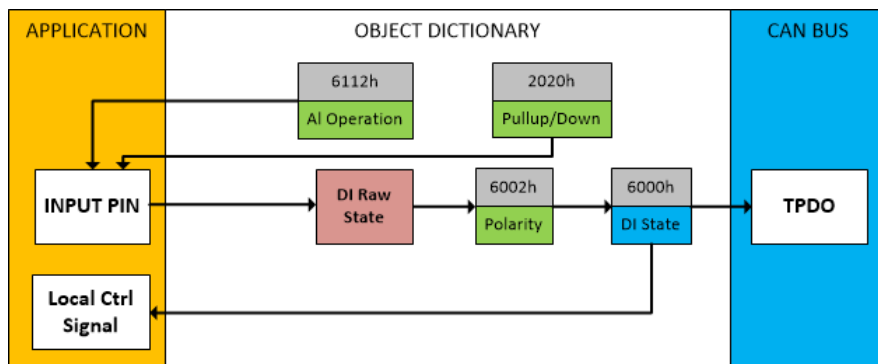 APPLICATION
OBJECT DICTIONARY
CAN BUS
6112h
AI Operation
2020h
Pullup/Down
INPUT PIN
DI Raw
State
6002h
Polarity
6000h
DI State
TPDO
Local Ctrl
Signal